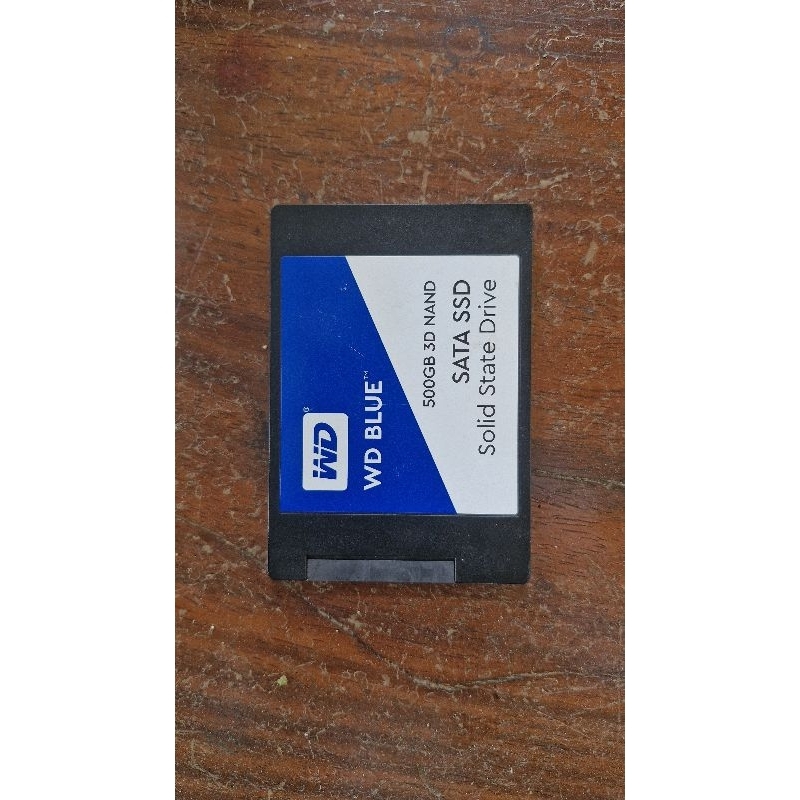 WD®
WD BLUE™
500GB 3D NAND
SATA SSD
Solid State Drive